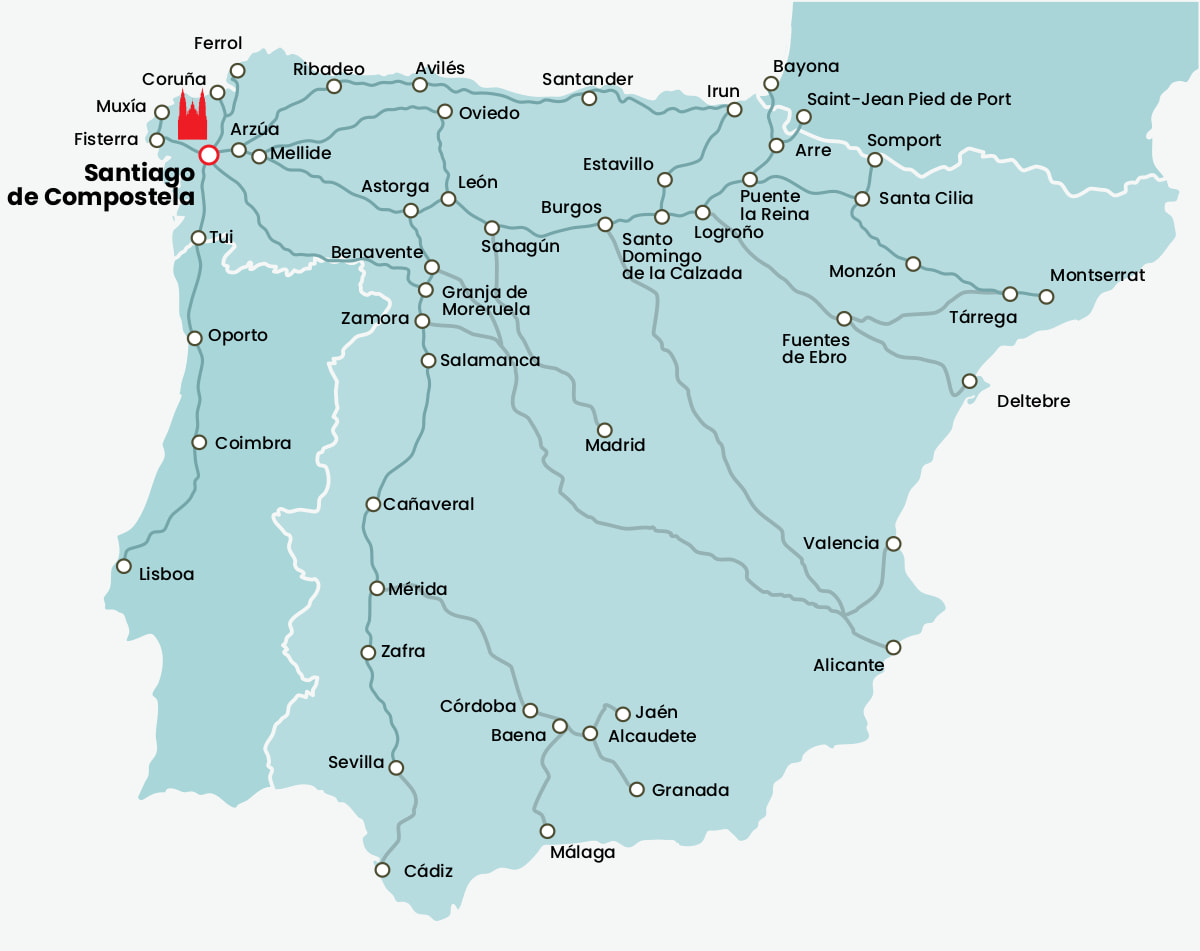 Ferrol
Bayona
Ribadeo
Avilés
Coruña
Santander
Irun
Saint-Jean Pied de Port
Muxía
Oviedo
Arzúa
Fisterra
Somport
Mellide
Arre
Estavillo
Santiago
de Compostela
Astorga
León
Puente
la Reina
Santa Cilia
Burgos
Logroño
Tui
Sahagún
Santo
Domingo
de la Calzada
Benavente
Monzón
Montserrat
Granja de
Moreruela
Zamora
Tárrega
Oporto
Fuentes
de Ebro
Salamanca
Deltebre
Coimbra
Madrid
Cañaveral
Valencia
Lisboa
Mérida
Zafra
Alicante
Córdoba
Jaén
Baena
Alcaudete
Sevilla
Granada
Málaga
Cádiz